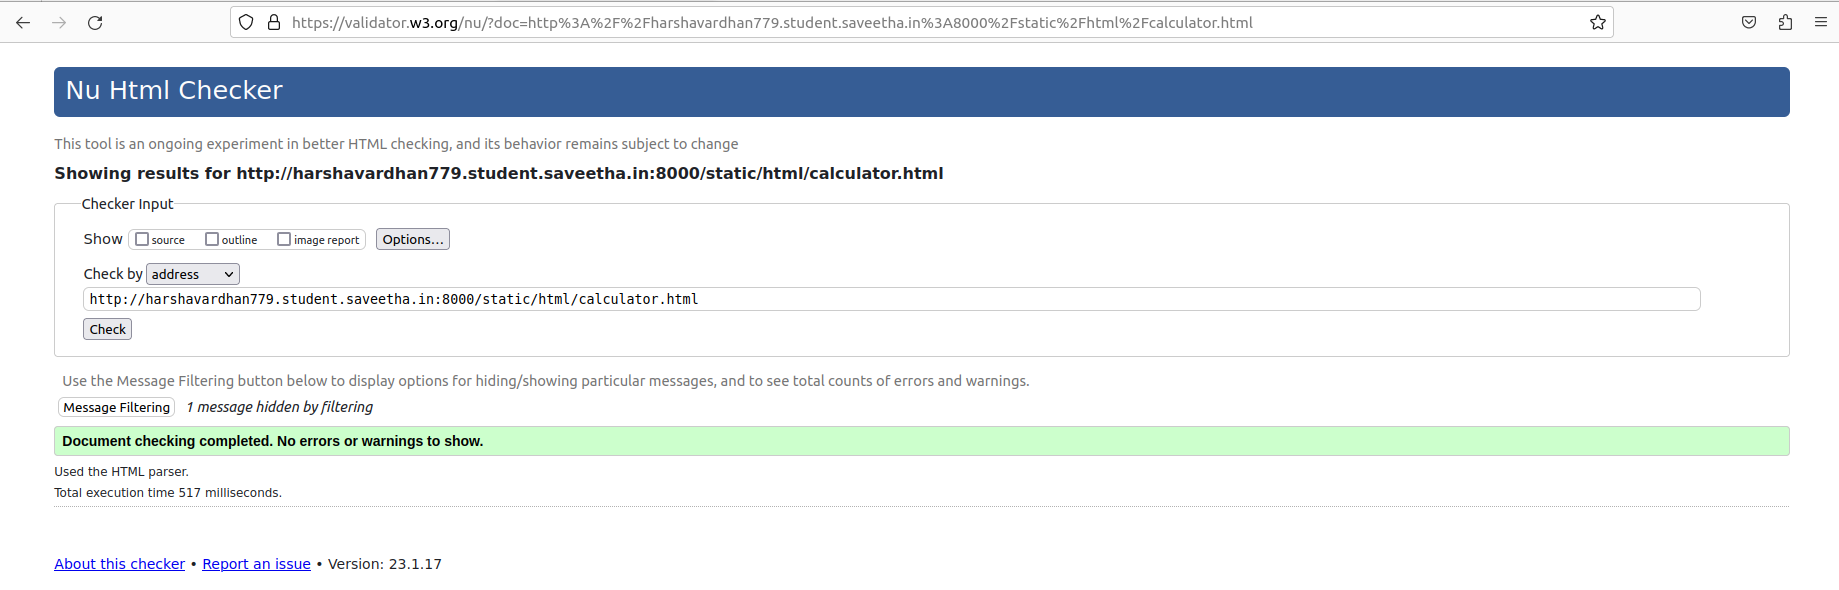 https://validator.w3.org/nu/?doc=http%3A%2F%2Fharshavardhan779.student.saveetha.in%3A8000%2Fstatic%2Fhtml%2Fcalculator.html
Nu Html Checker
This tool is an ongoing experiment in better HTML checking, and its behavior remains subject to change
Showing results for http://harshavardhan779.student.saveetha.in:8000/static/html/calculator.html
Checker Input
Show source outline image report Options...
Check by address
http://harshavardhan779.student.saveetha.in:8000/static/html/calculator.html
Check
Use the Message Filtering button below to display options for hiding/showing particular messages, and to see total counts of errors and warnings.
Message Filtering 1 message hidden by filtering
Document checking completed. No errors or warnings to show.
Used the HTML parser.
Total execution time 517 milliseconds.
About this checker • Report an issue • Version: 23.1.17